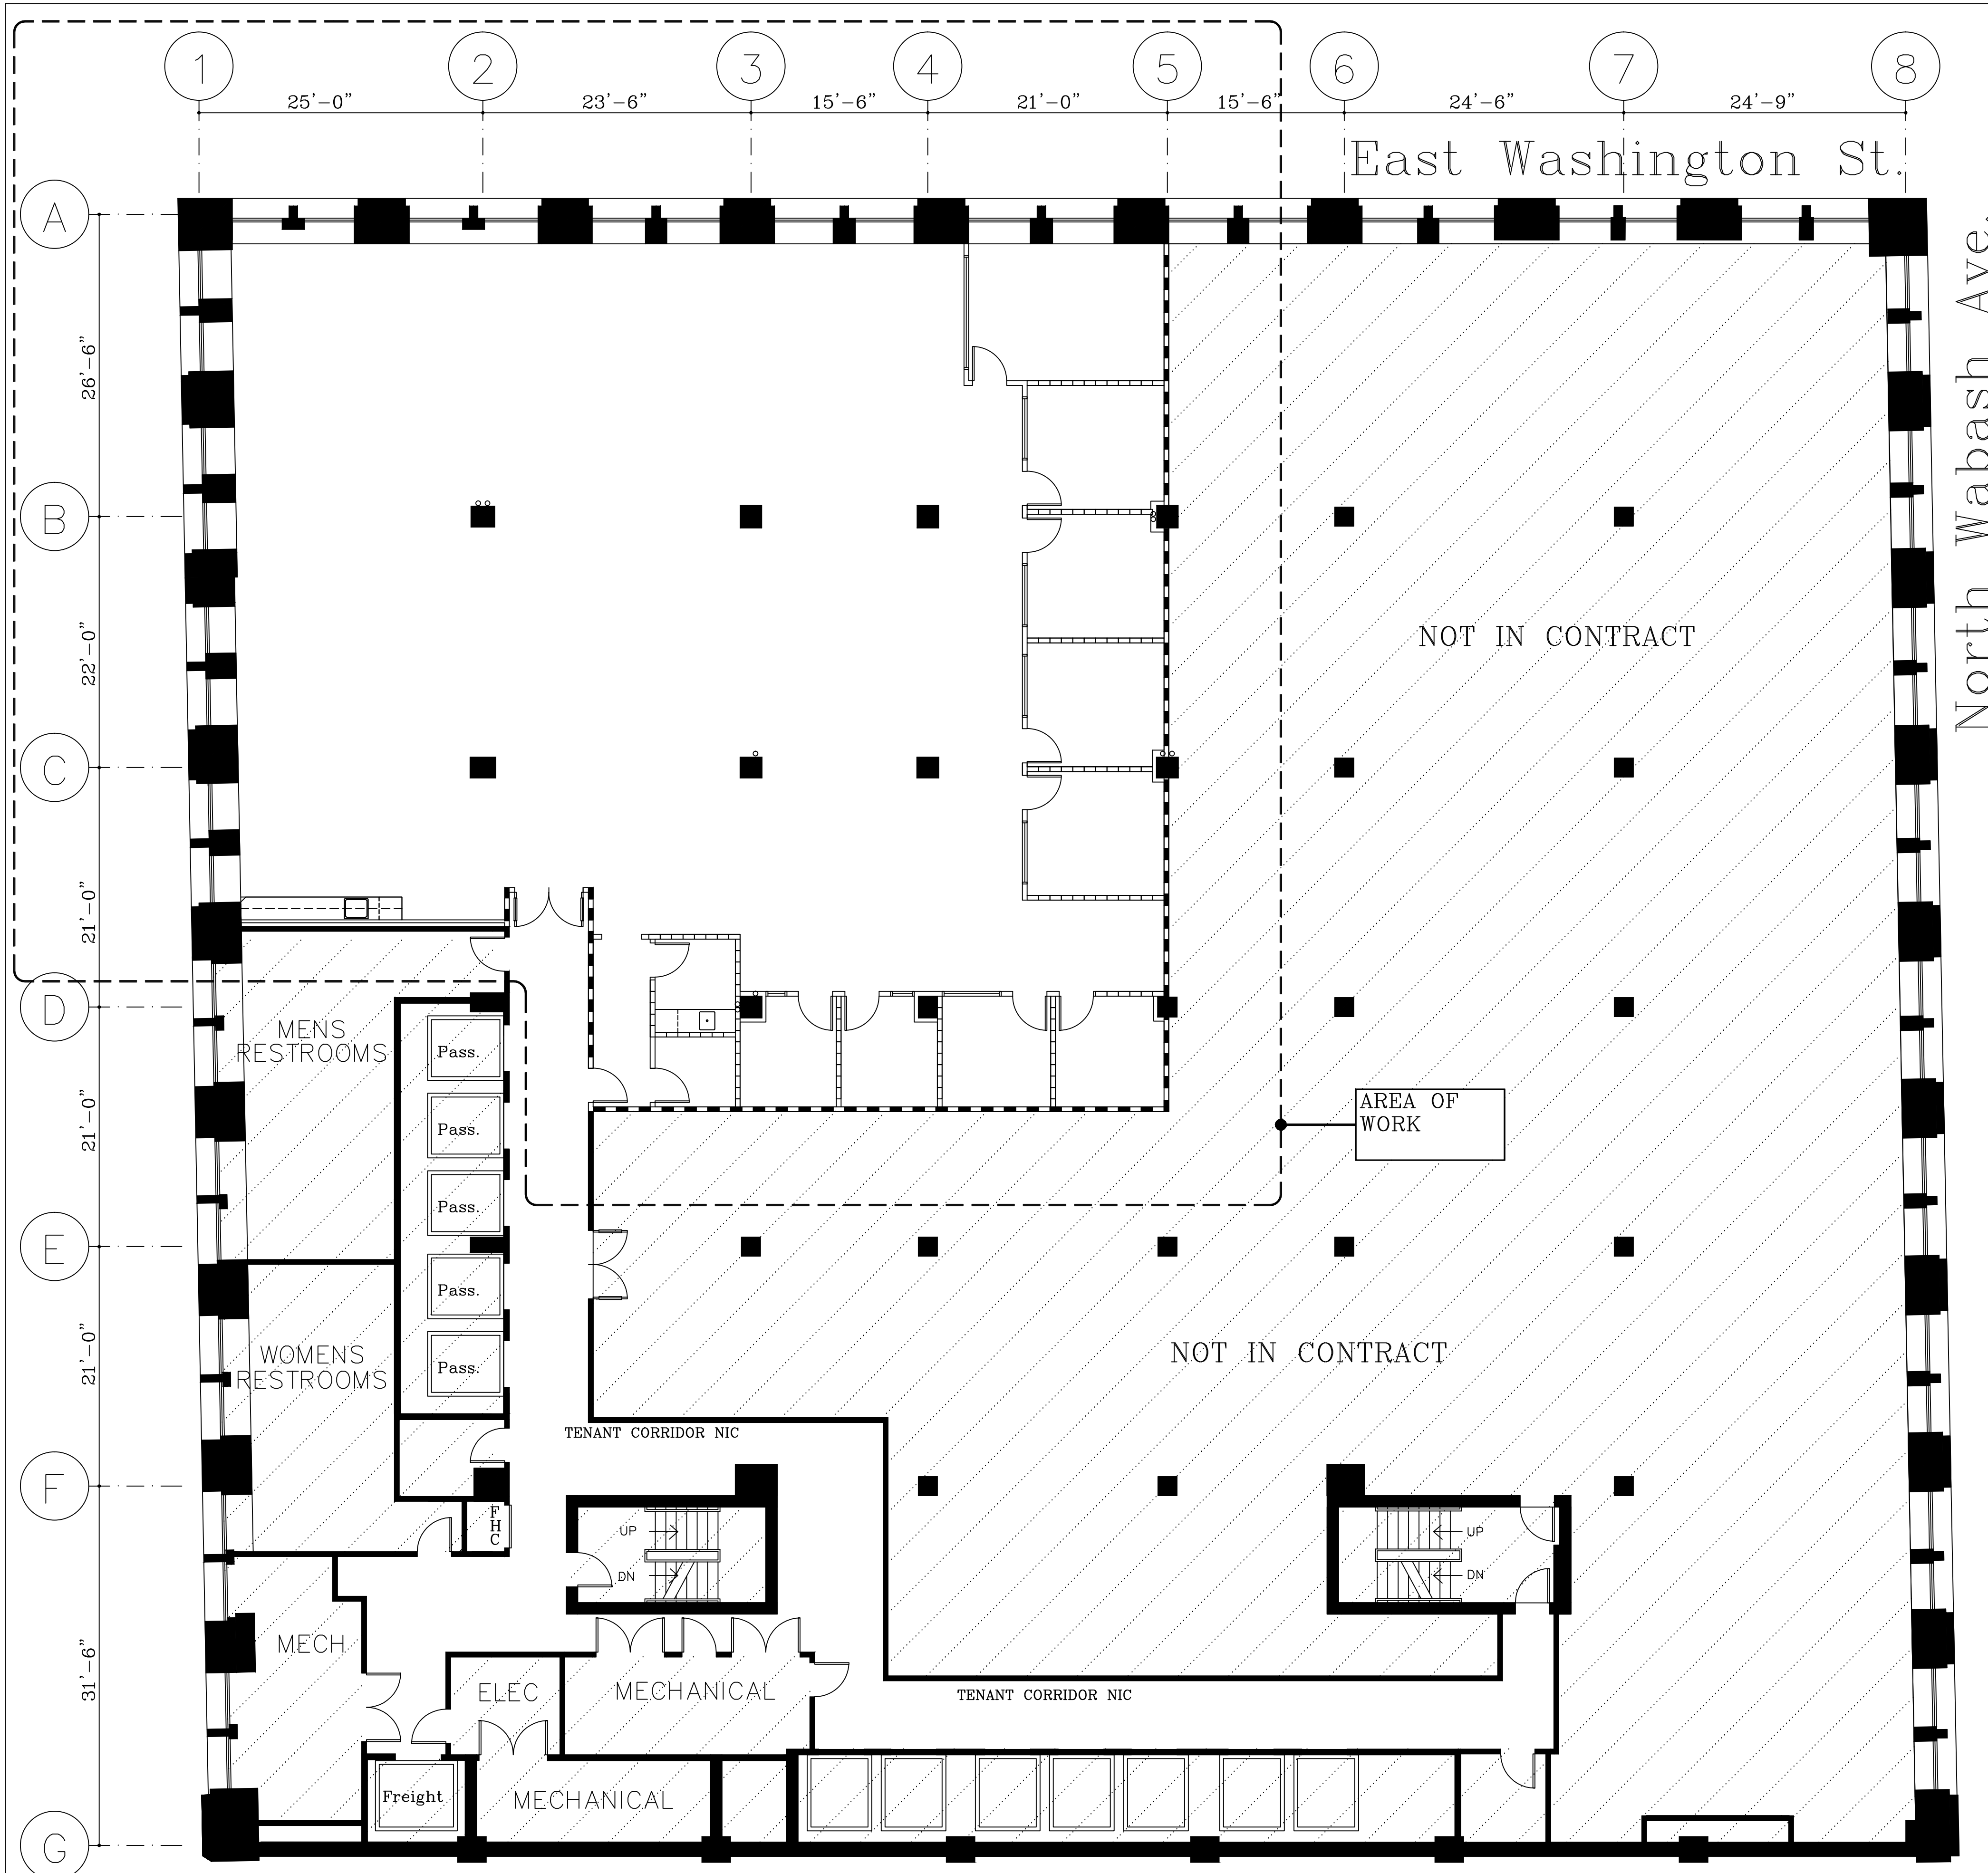 1 2 3 4 5 6 7 8
25'-0" 23'-6" 15'-6" 21'-0" 15'-6" 24'-6" 24'-9"
East Washington St.
North Wabash Ave.
A
26'-6"
B
22'-0"
NOT IN CONTRACT
C
21'-0"
D
MENS
RESTROOMS
Pass.
21'-0"
AREA OF
WORK
Pass.
Pass.
E
Pass.
21'-0"
WOMENS
RESTROOMS
Pass.
NOT IN CONTRACT
TENANT CORRIDOR NIC
F
F
H
C
UP
DN
UP
DN
31'-6"
MECH
ELEC
MECHANICAL
TENANT CORRIDOR NIC
Freight
MECHANICAL
G